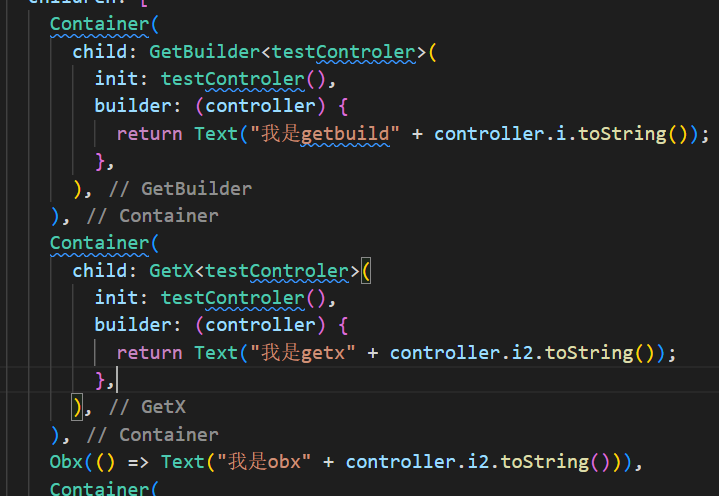 children: [
Container(
child: GetBuilder<testControler>(
init: testControler(),
builder: (controller) {
return Text("我是getbuild" + controller.i.toString());
},
), // GetBuilder
), // Container
Container(
child: GetX<testControler>(
init: testControler(),
builder: (controller) {
return Text("我是getx" + controller.i2.toString());
},
), // GetX
), // Container
Obx(() => Text("我是obx" + controller.i2.toString())),
Container(